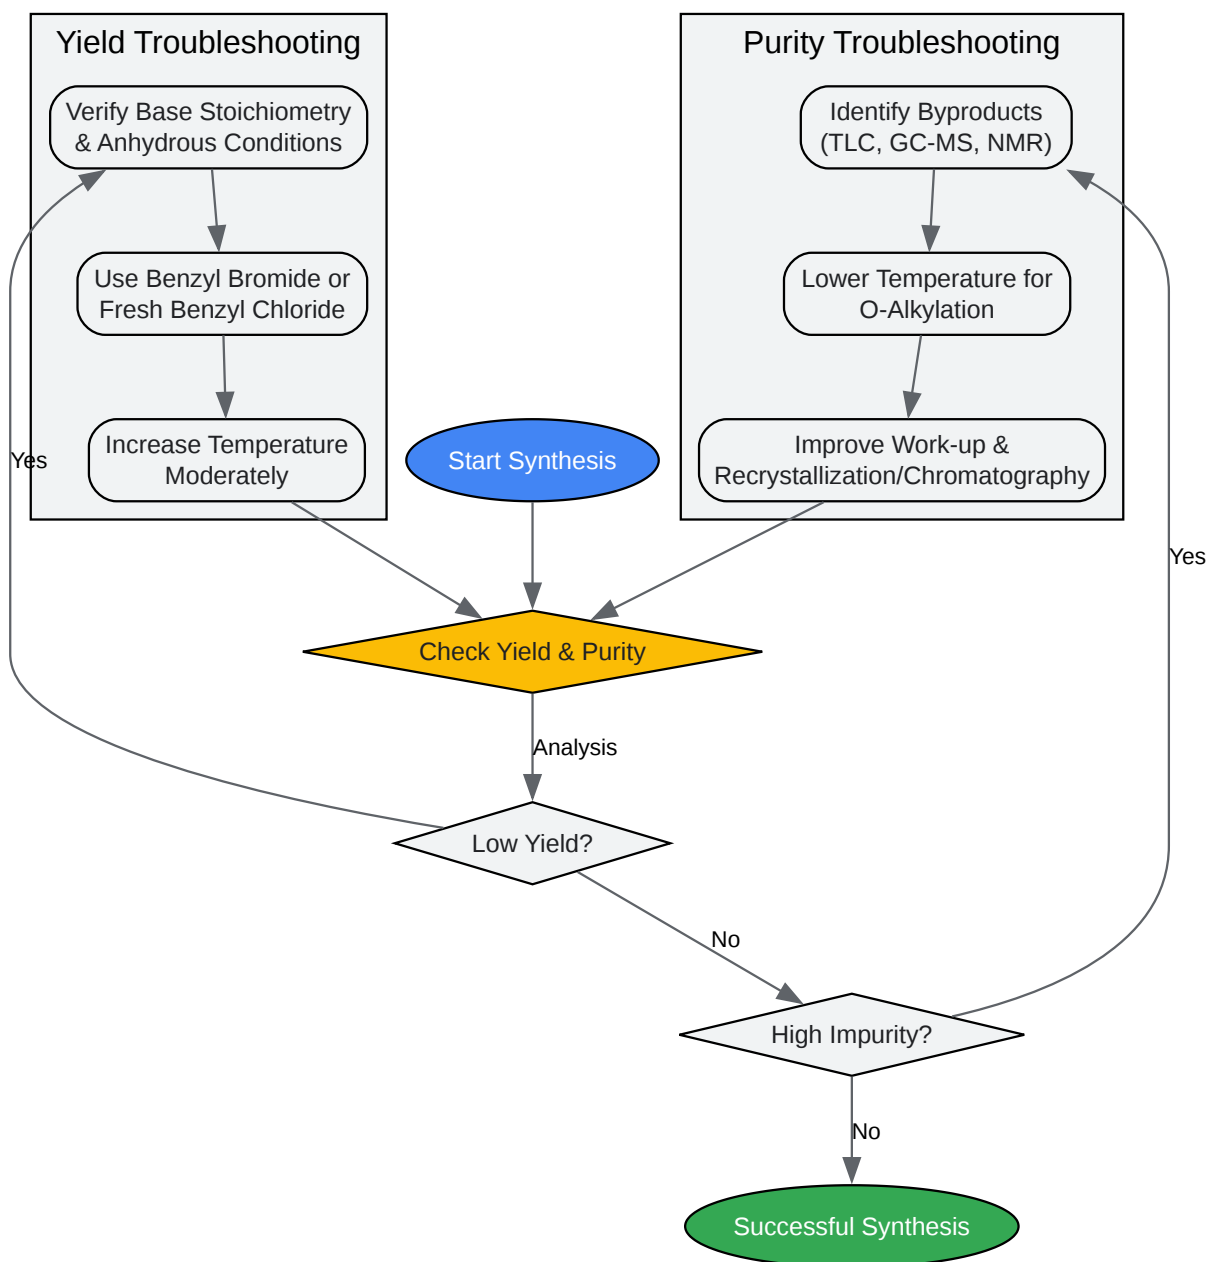 Yield Troubleshooting
Verify Base Stoichiometry
& Anhydrous Conditions
Use Benzyl Bromide or
Fresh Benzyl Chloride
Increase Temperature
Moderately
Purity Troubleshooting
Identify Byproducts
(TLC, GC-MS, NMR)
Lower Temperature for
O-Alkylation
Improve Work-up &
Recrystallization/Chromatography
Start Synthesis
Check Yield & Purity
Analysis
Low Yield?
Yes
No
High Impurity?
Yes
No
Successful Synthesis